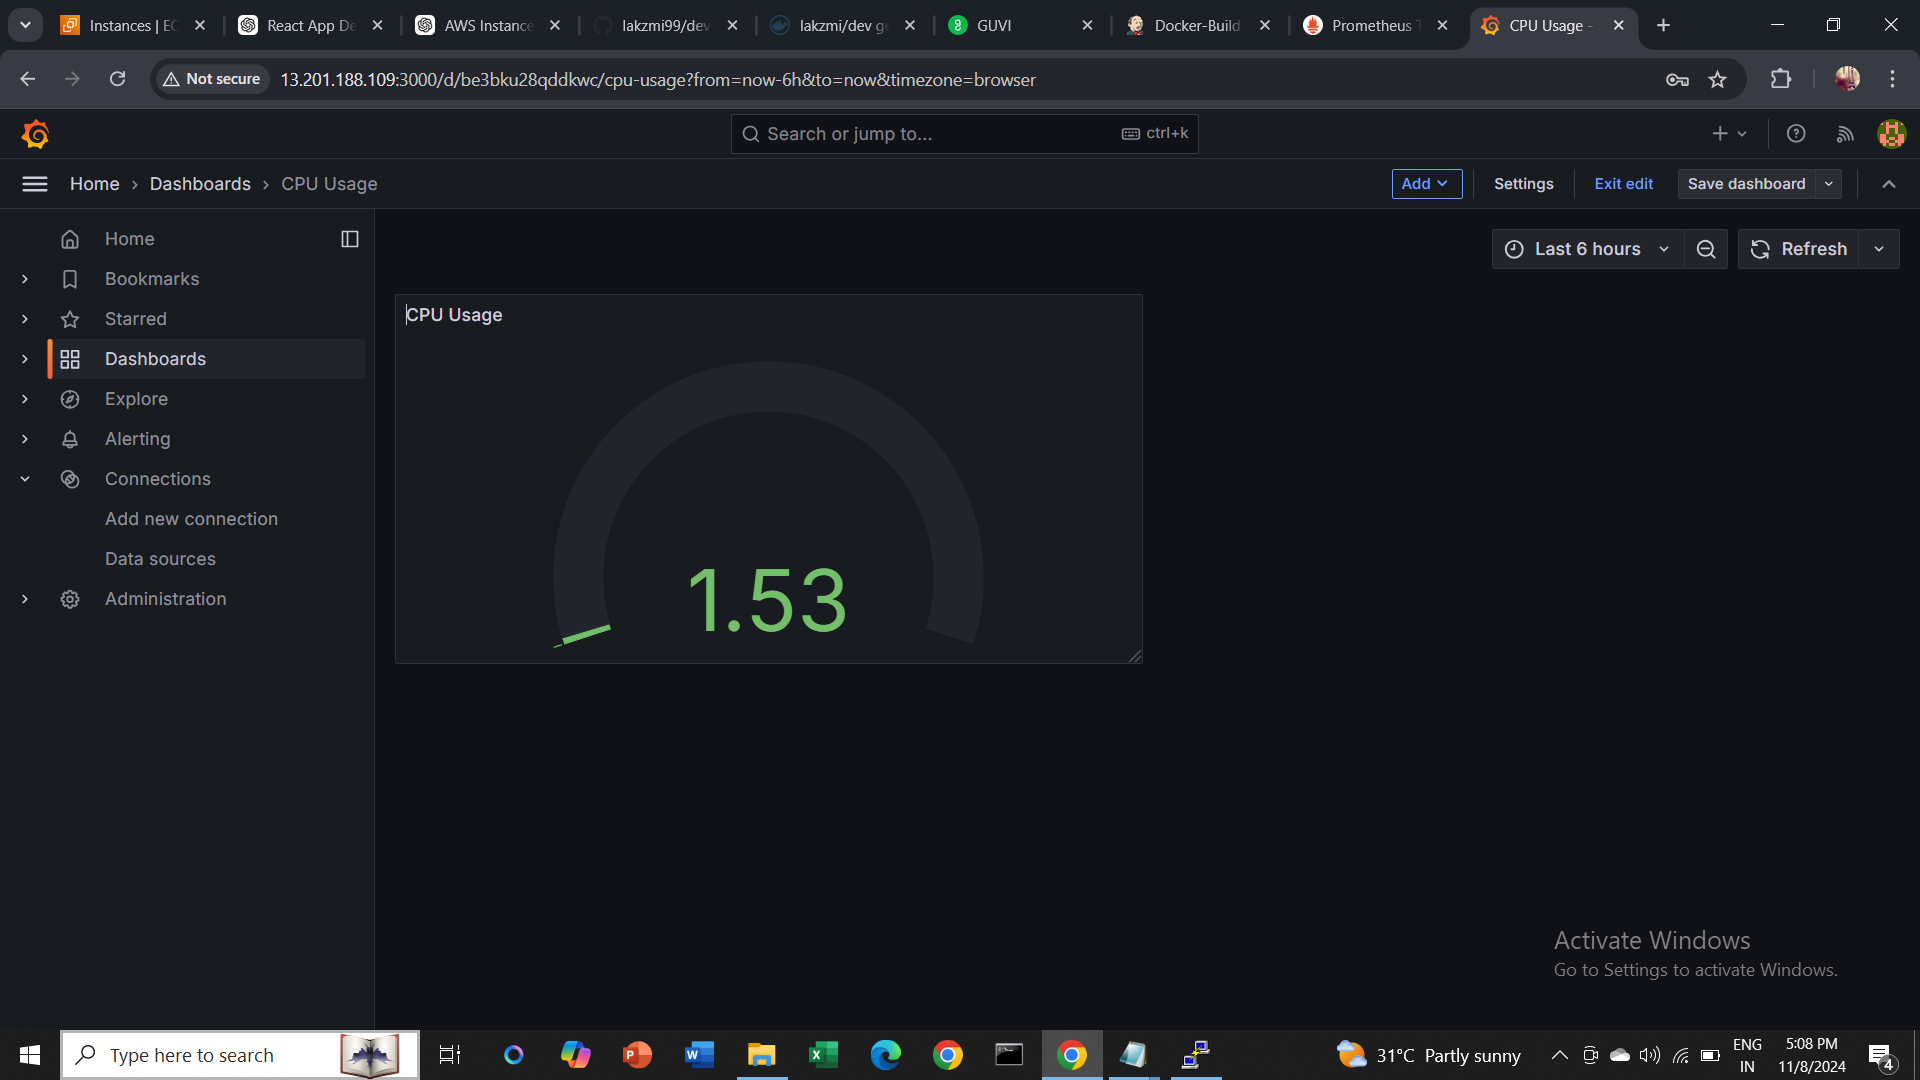 Instances | EC
React App De
AWS Instance
lakzmi99/dev
lakzmi/dev ge
GUVI
Docker-Build
Prometheus T
CPU Usage -
Not secure
13.201.188.109:3000/d/be3bku28qddkwc/cpu-usage?from=now-6h&to=now&timezone=browser
Search or jump to...
ctrl+k
Home › Dashboards › CPU Usage
Add
Settings
Exit edit
Save dashboard
Home
Bookmarks
Starred
Dashboards
Explore
Alerting
Connections
Add new connection
Data sources
Administration
Last 6 hours
Refresh
CPU Usage
1.53
Activate Windows
Go to Settings to activate Windows.
Type here to search
31°C Partly sunny
ENG
IN
5:08 PM
11/8/2024
4